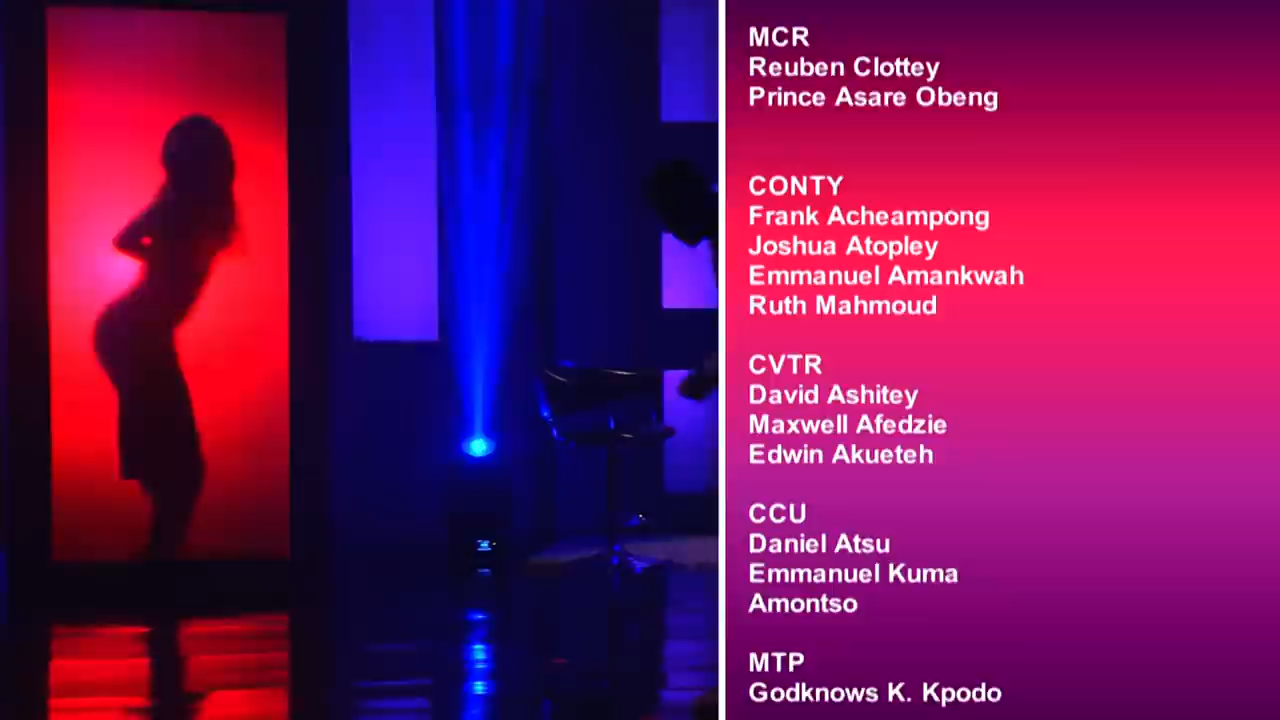 MCR
Reuben Clottey
Prince Asare Obeng
CONTY
Frank Acheampong
Joshua Atopley
Emmanuel Amankwah
Ruth Mahmoud
CVTR
David Ashitey
Maxwell Afedzie
Edwin Akueteh
CCU
Daniel Atsu
Emmanuel Kuma
Amontso
MTP
Godknows K. Kpodo